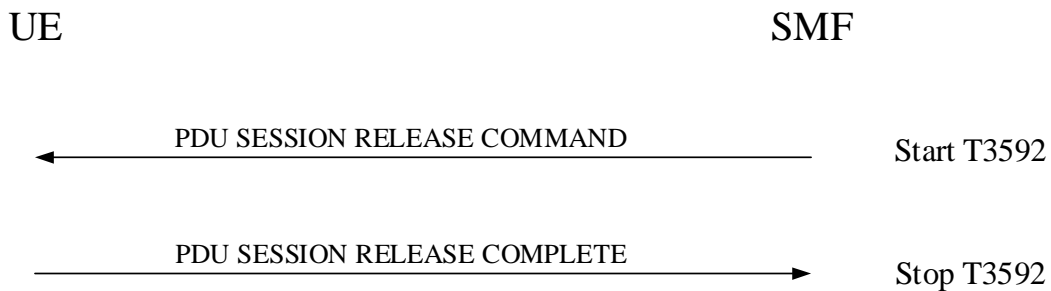 UE
SMF
PDU SESSION RELEASE COMMAND
Start T3592
PDU SESSION RELEASE COMPLETE
Stop T3592